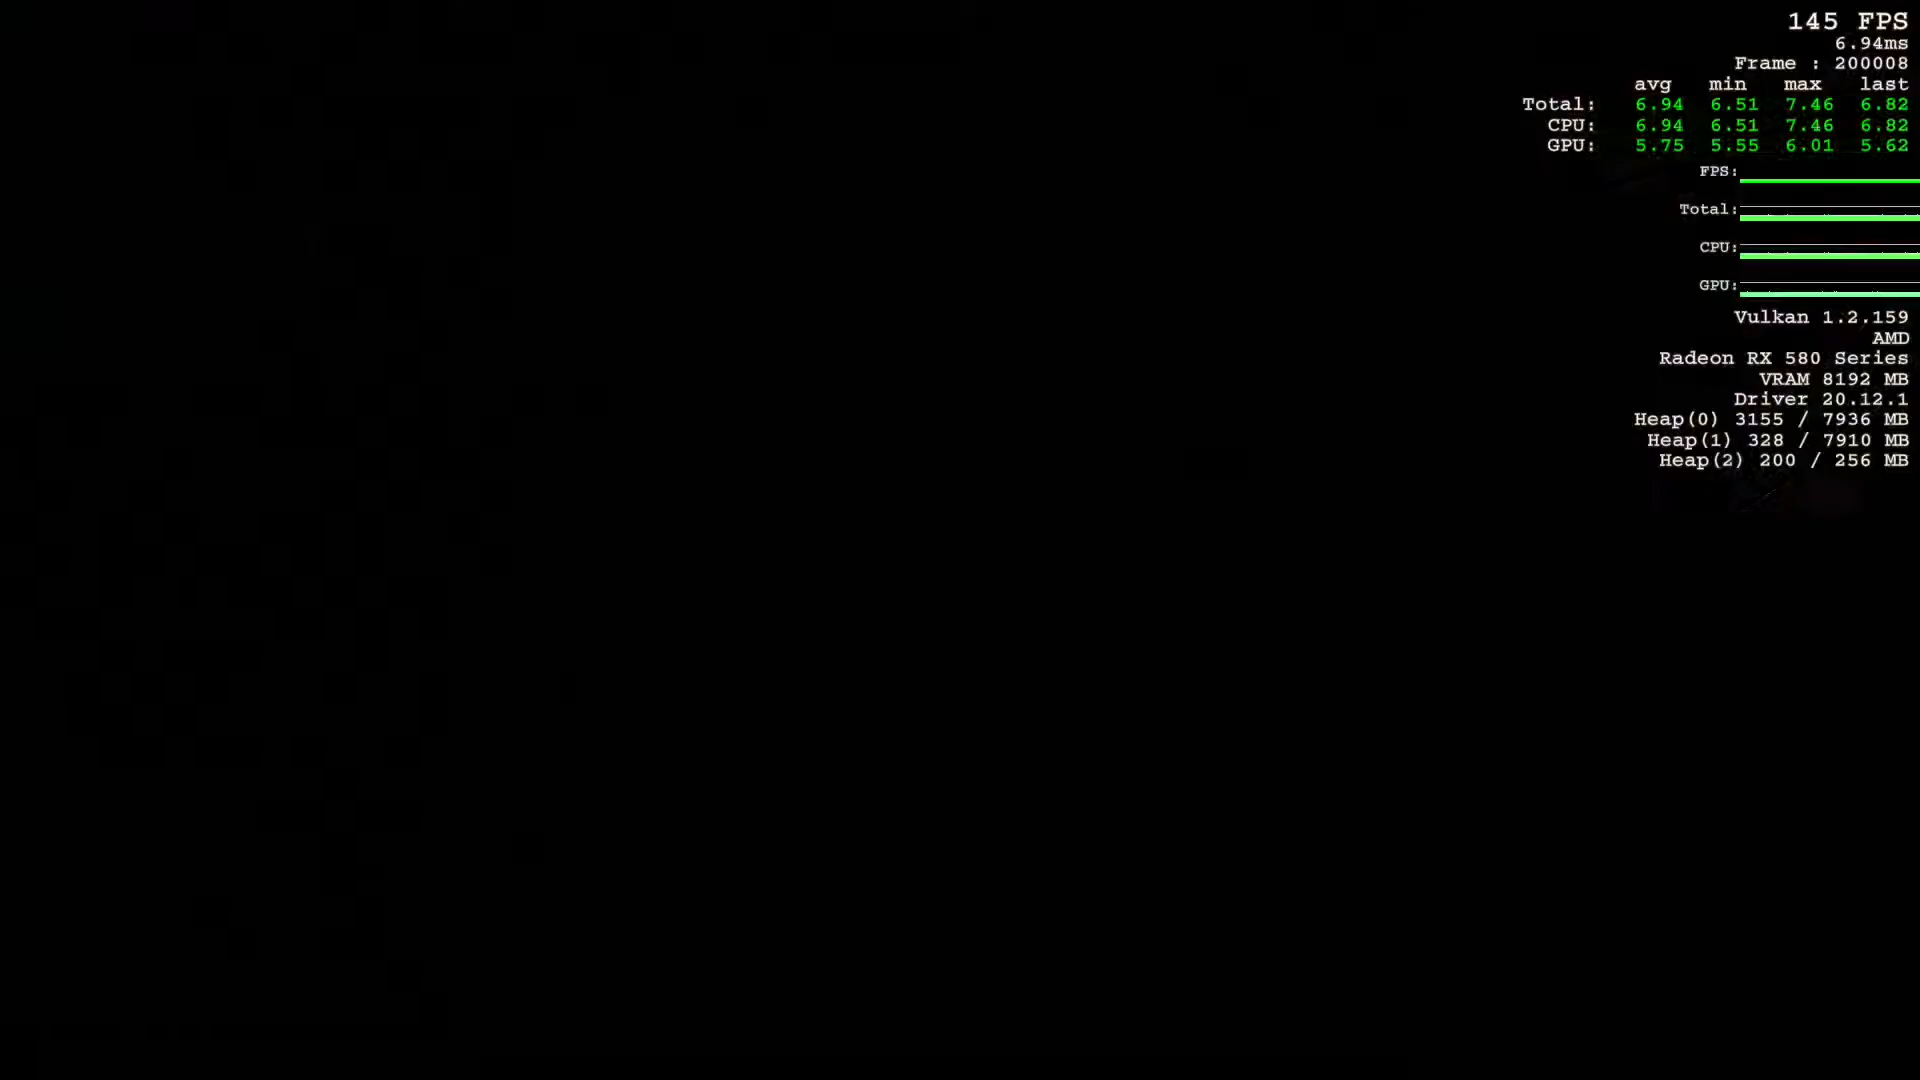 145 FPS
6.94ms
Frame : 200008
avg min max last
Total: 6.94 6.51 7.46 6.82
CPU: 6.94 6.51 7.46 6.82
GPU: 5.75 5.55 6.01 5.62
FPS:
Total:
CPU:
GPU:
Vulkan 1.2.159
AMD
Radeon RX 580 Series
VRAM 8192 MB
Driver 20.12.1
Heap(0) 3155 / 7936 MB
Heap(1) 328 / 7910 MB
Heap(2) 200 / 256 MB